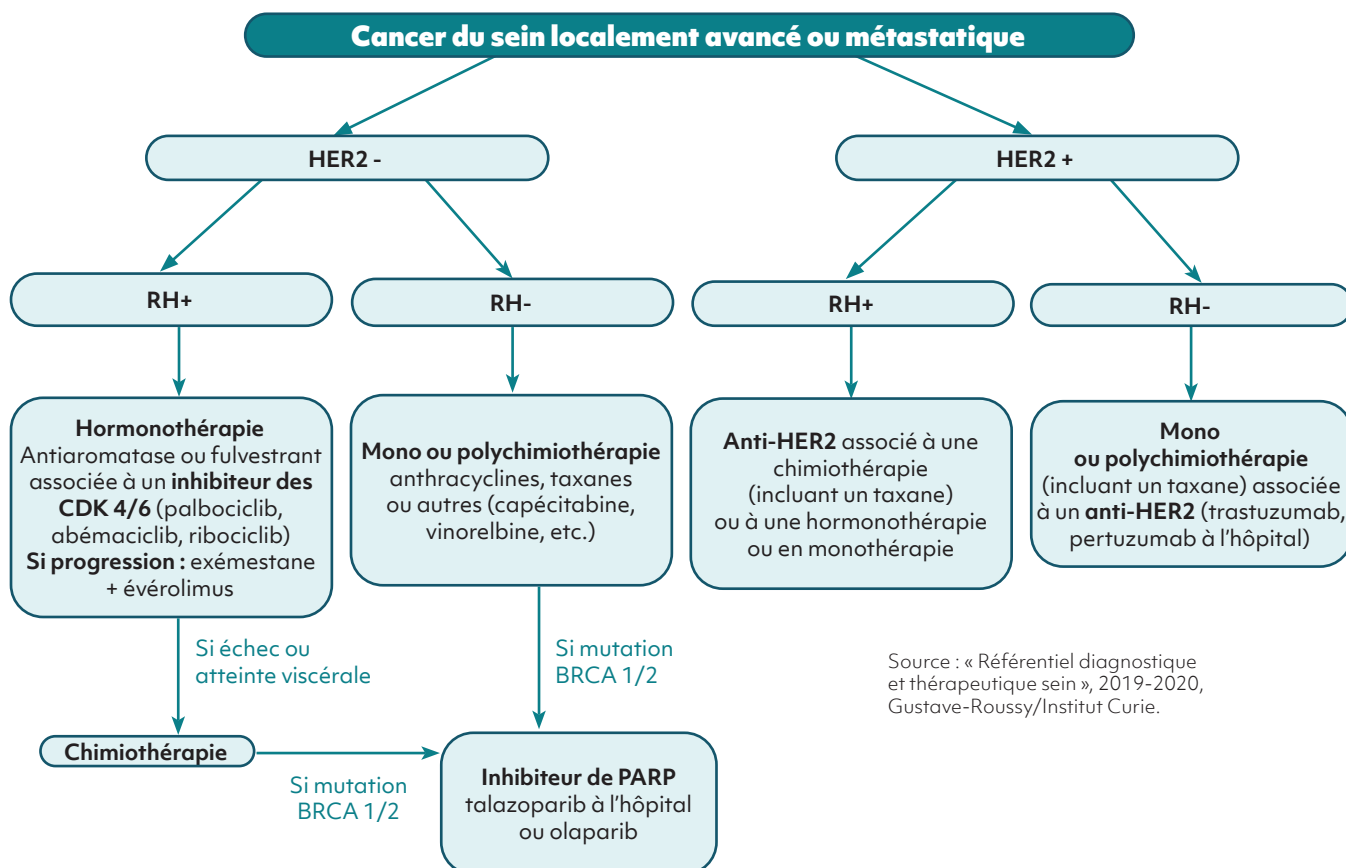 Cancer du sein localement avancé ou métastatique
HER2 -
HER2 +
RH+
RH-
RH+
RH-
Hormonothérapie
Antiaromatase ou fulvestrant
associée à un inhibiteur des
CDK 4/6 (palbociclib,
abémaciclib, ribociclib)
Si progression : exémestane
+ évérolimus
Mono ou polychimiothérapie
anthracyclines, taxanes
ou autres (capécitabine,
vinorelbine, etc.)
Anti-HER2 associé à une
chimiothérapie
(incluant un taxane)
ou à une hormonothérapie
ou en monothérapie
Mono
ou polychimiothérapie
(incluant un taxane) associée
à un anti-HER2 (trastuzumab,
pertuzumab à l’hôpital)
Si échec ou
atteinte viscérale
Si mutation
BRCA 1/2
Source : « Référentiel diagnostique
et thérapeutique sein », 2019-2020,
Gustave-Roussy/Institut Curie.
Chimiothérapie
Si mutation
BRCA 1/2
Inhibiteur de PARP
talazoparib à l’hôpital
ou olaparib